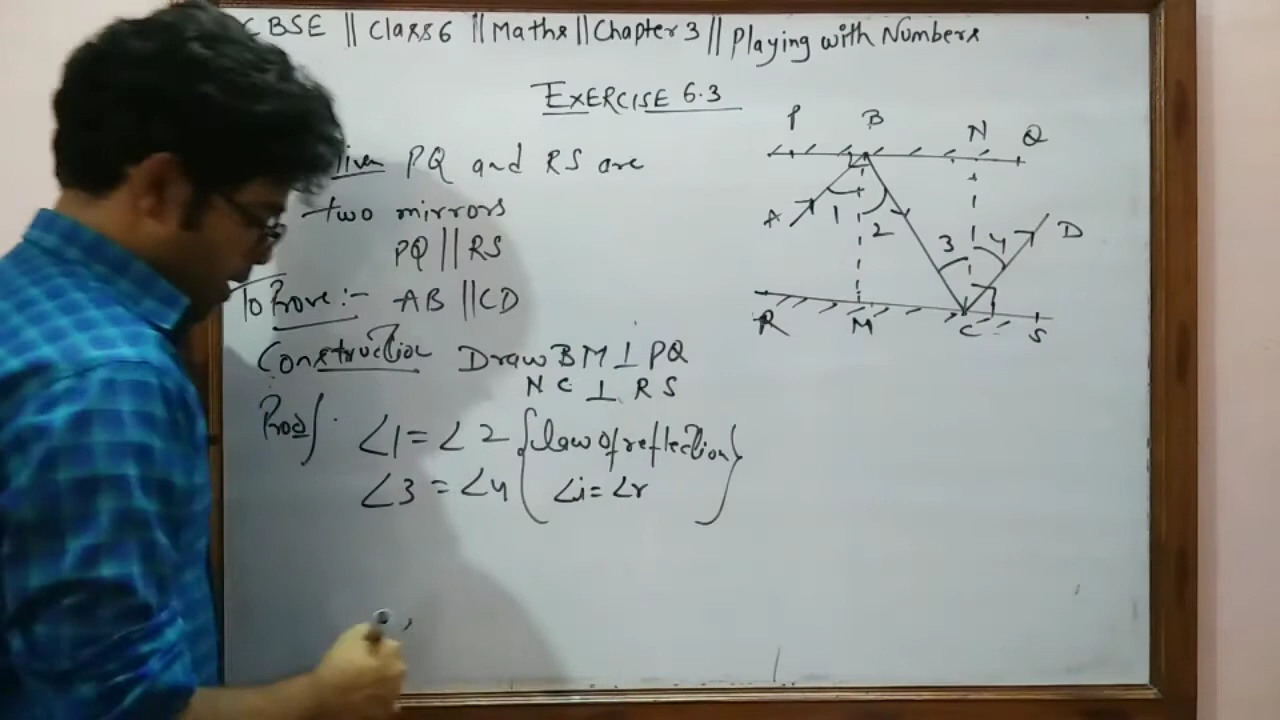 CBSE || Class 6 || Maths || Chapter 3 || Playing with Numbers
EXERCISE 6.3
PQ and RS are
two mirrors
PQ || RS
To Prove :- AB || CD
Construction Draw BM ⊥ PQ
NC ⊥ RS
Proof.
∠1 = ∠2 {law of reflection}
∠3 = ∠4 ( ∠i = ∠r )
P B N Q
A 1 2 3 4 D
R M C S